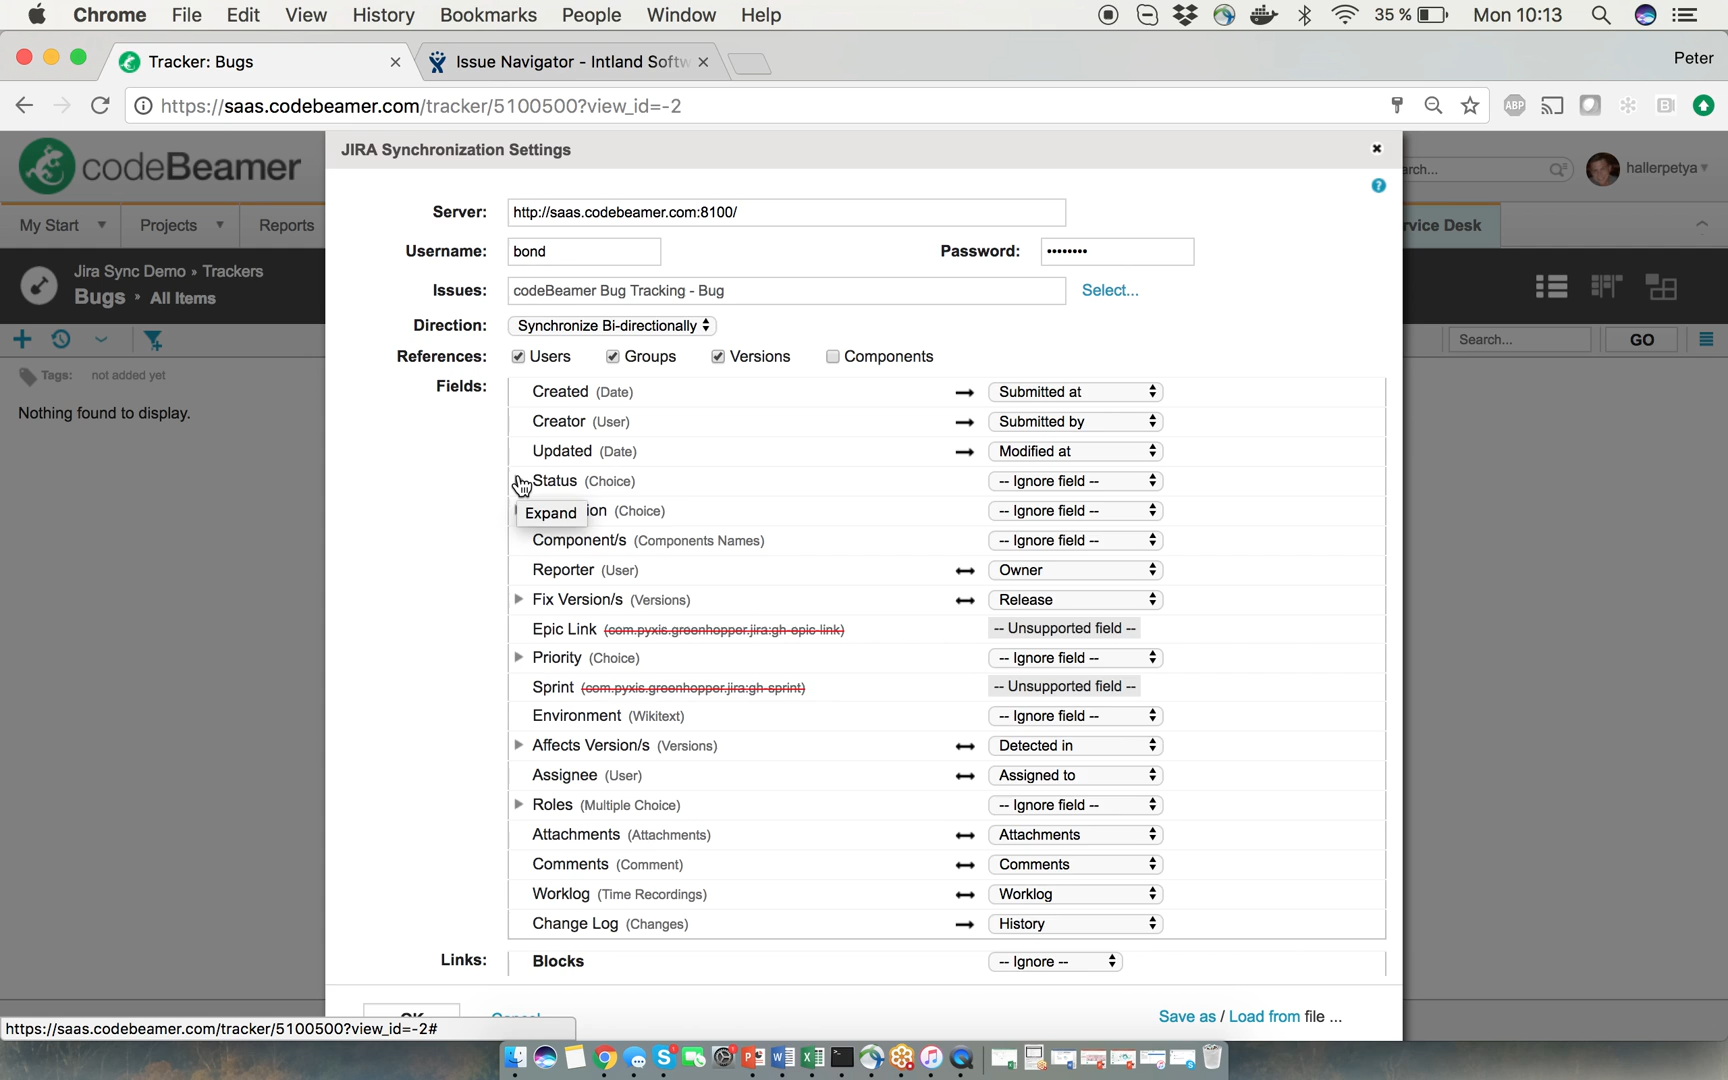 Chrome File Edit View History Bookmarks People Window Help 35 % Mon 10:13
Tracker: Bugs Issue Navigator - Intland Softw Peter
https://saas.codebeamer.com/tracker/5100500?view_id=-2 ABP
codeBeamer JIRA Synchronization Settings hallerpetya
My Start Projects Reports rvice Desk
Jira Sync Demo » Trackers
Bugs » All Items
Search... GO
Tags: not added yet
Nothing found to display.
Server: http://saas.codebeamer.com:8100/
Username: bond Password: ••••••••
Issues: codeBeamer Bug Tracking - Bug Select...
Direction: Synchronize Bi-directionally
References: Users Groups Versions Components
Fields: Created (Date) Submitted at
Creator (User) Submitted by
Updated (Date) Modified at
Status (Choice) -- Ignore field --
Expand ion (Choice) -- Ignore field --
Component/s (Components Names) -- Ignore field --
Reporter (User) Owner
Fix Version/s (Versions) Release
Epic Link (com.pyxis.greenhopper.jira:gh-epic-link) -- Unsupported field --
Priority (Choice) -- Ignore field --
Sprint (com.pyxis.greenhopper.jira:gh-sprint) -- Unsupported field --
Environment (Wikitext) -- Ignore field --
Affects Version/s (Versions) Detected in
Assignee (User) Assigned to
Roles (Multiple Choice) -- Ignore field --
Attachments (Attachments) Attachments
Comments (Comment) Comments
Worklog (Time Recordings) Worklog
Change Log (Changes) History
Links: Blocks -- Ignore --
OK Cancel Save as / Load from file ...
https://saas.codebeamer.com/tracker/5100500?view_id=-2#